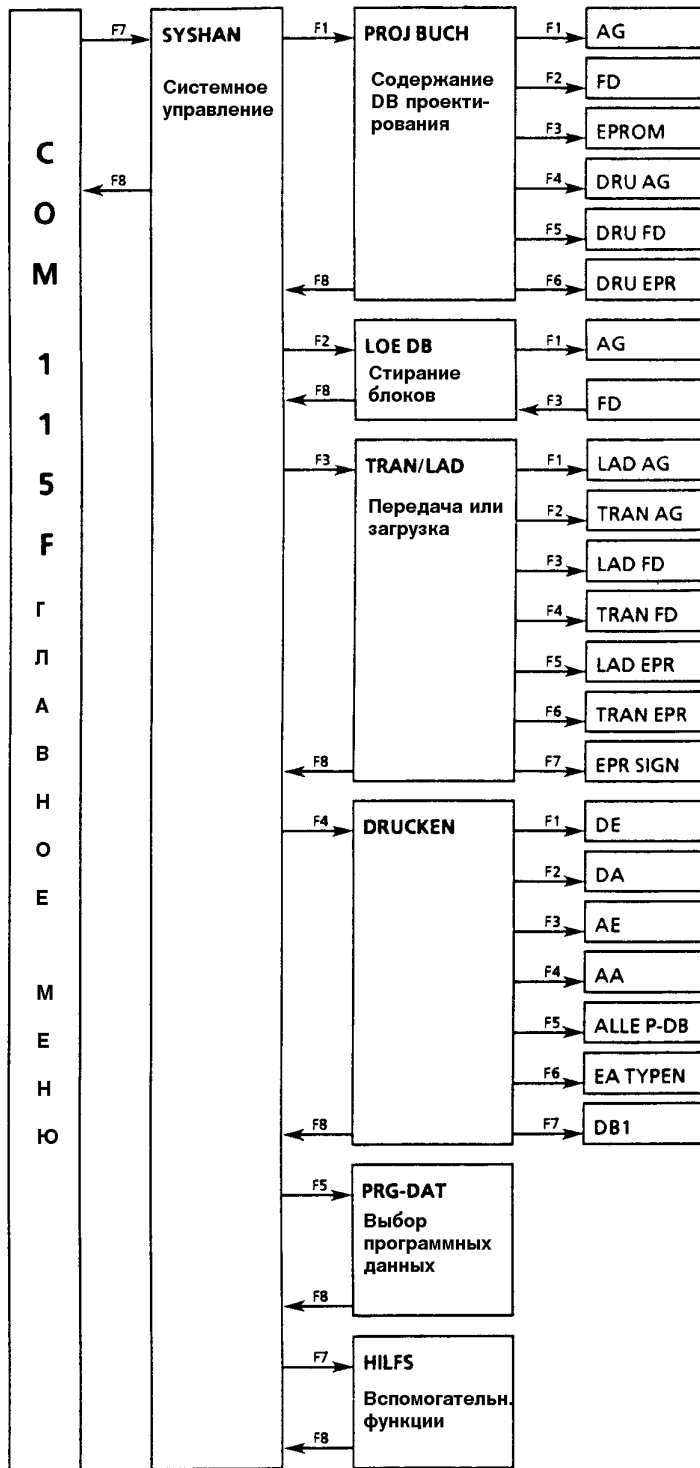 COM 115F ГЛАВНОЕ МЕНЮ
F7
F8
SYSHAN
Системное
управление
F1
F8
PROJ BUCH
Содержание
DB проекти-
рования
F1
AG
F2
FD
F3
EPROM
F4
DRU AG
F5
DRU FD
F6
DRU EPR
F2
F8
LOE DB
Стирание
блоков
F1
AG
F3
FD
F3
F8
TRAN/LAD
Передача или
загрузка
F1
LAD AG
F2
TRAN AG
F3
LAD FD
F4
TRAN FD
F5
LAD EPR
F6
TRAN EPR
F7
EPR SIGN
F4
F8
DRUCKEN
F1
DE
F2
DA
F3
AE
F4
AA
F5
ALLE P-DB
F6
EA TYPEN
F7
DB1
F5
F8
PRG-DAT
Выбор
программных
данных
F7
F8
HILFS
Вспомогательн.
функции